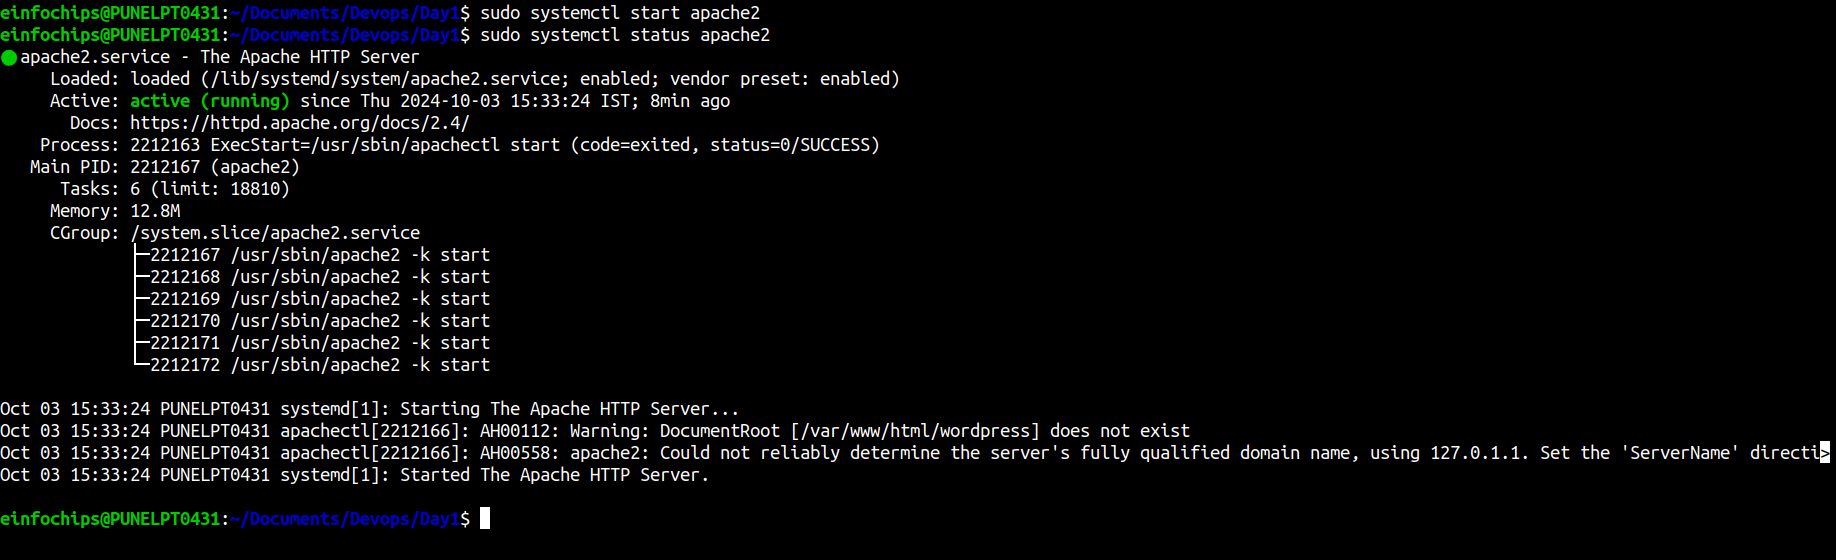 einfochips@PUNELPT0431:~/Documents/Devops/Day1$ sudo systemctl start apache2
einfochips@PUNELPT0431:~/Documents/Devops/Day1$ sudo systemctl status apache2
● apache2.service - The Apache HTTP Server
     Loaded: loaded (/lib/systemd/system/apache2.service; enabled; vendor preset: enabled)
     Active: active (running) since Thu 2024-10-03 15:33:24 IST; 8min ago
       Docs: https://httpd.apache.org/docs/2.4/
    Process: 2212163 ExecStart=/usr/sbin/apachectl start (code=exited, status=0/SUCCESS)
   Main PID: 2212167 (apache2)
      Tasks: 6 (limit: 18810)
     Memory: 12.8M
     CGroup: /system.slice/apache2.service
             ├─2212167 /usr/sbin/apache2 -k start
             ├─2212168 /usr/sbin/apache2 -k start
             ├─2212169 /usr/sbin/apache2 -k start
             ├─2212170 /usr/sbin/apache2 -k start
             ├─2212171 /usr/sbin/apache2 -k start
             └─2212172 /usr/sbin/apache2 -k start
Oct 03 15:33:24 PUNELPT0431 systemd[1]: Starting The Apache HTTP Server...
Oct 03 15:33:24 PUNELPT0431 apachectl[2212166]: AH00112: Warning: DocumentRoot [/var/www/html/wordpress] does not exist
Oct 03 15:33:24 PUNELPT0431 apachectl[2212166]: AH00558: apache2: Could not reliably determine the server's fully qualified domain name, using 127.0.1.1. Set the 'ServerName' directi>
Oct 03 15:33:24 PUNELPT0431 systemd[1]: Started The Apache HTTP Server.
einfochips@PUNELPT0431:~/Documents/Devops/Day1$